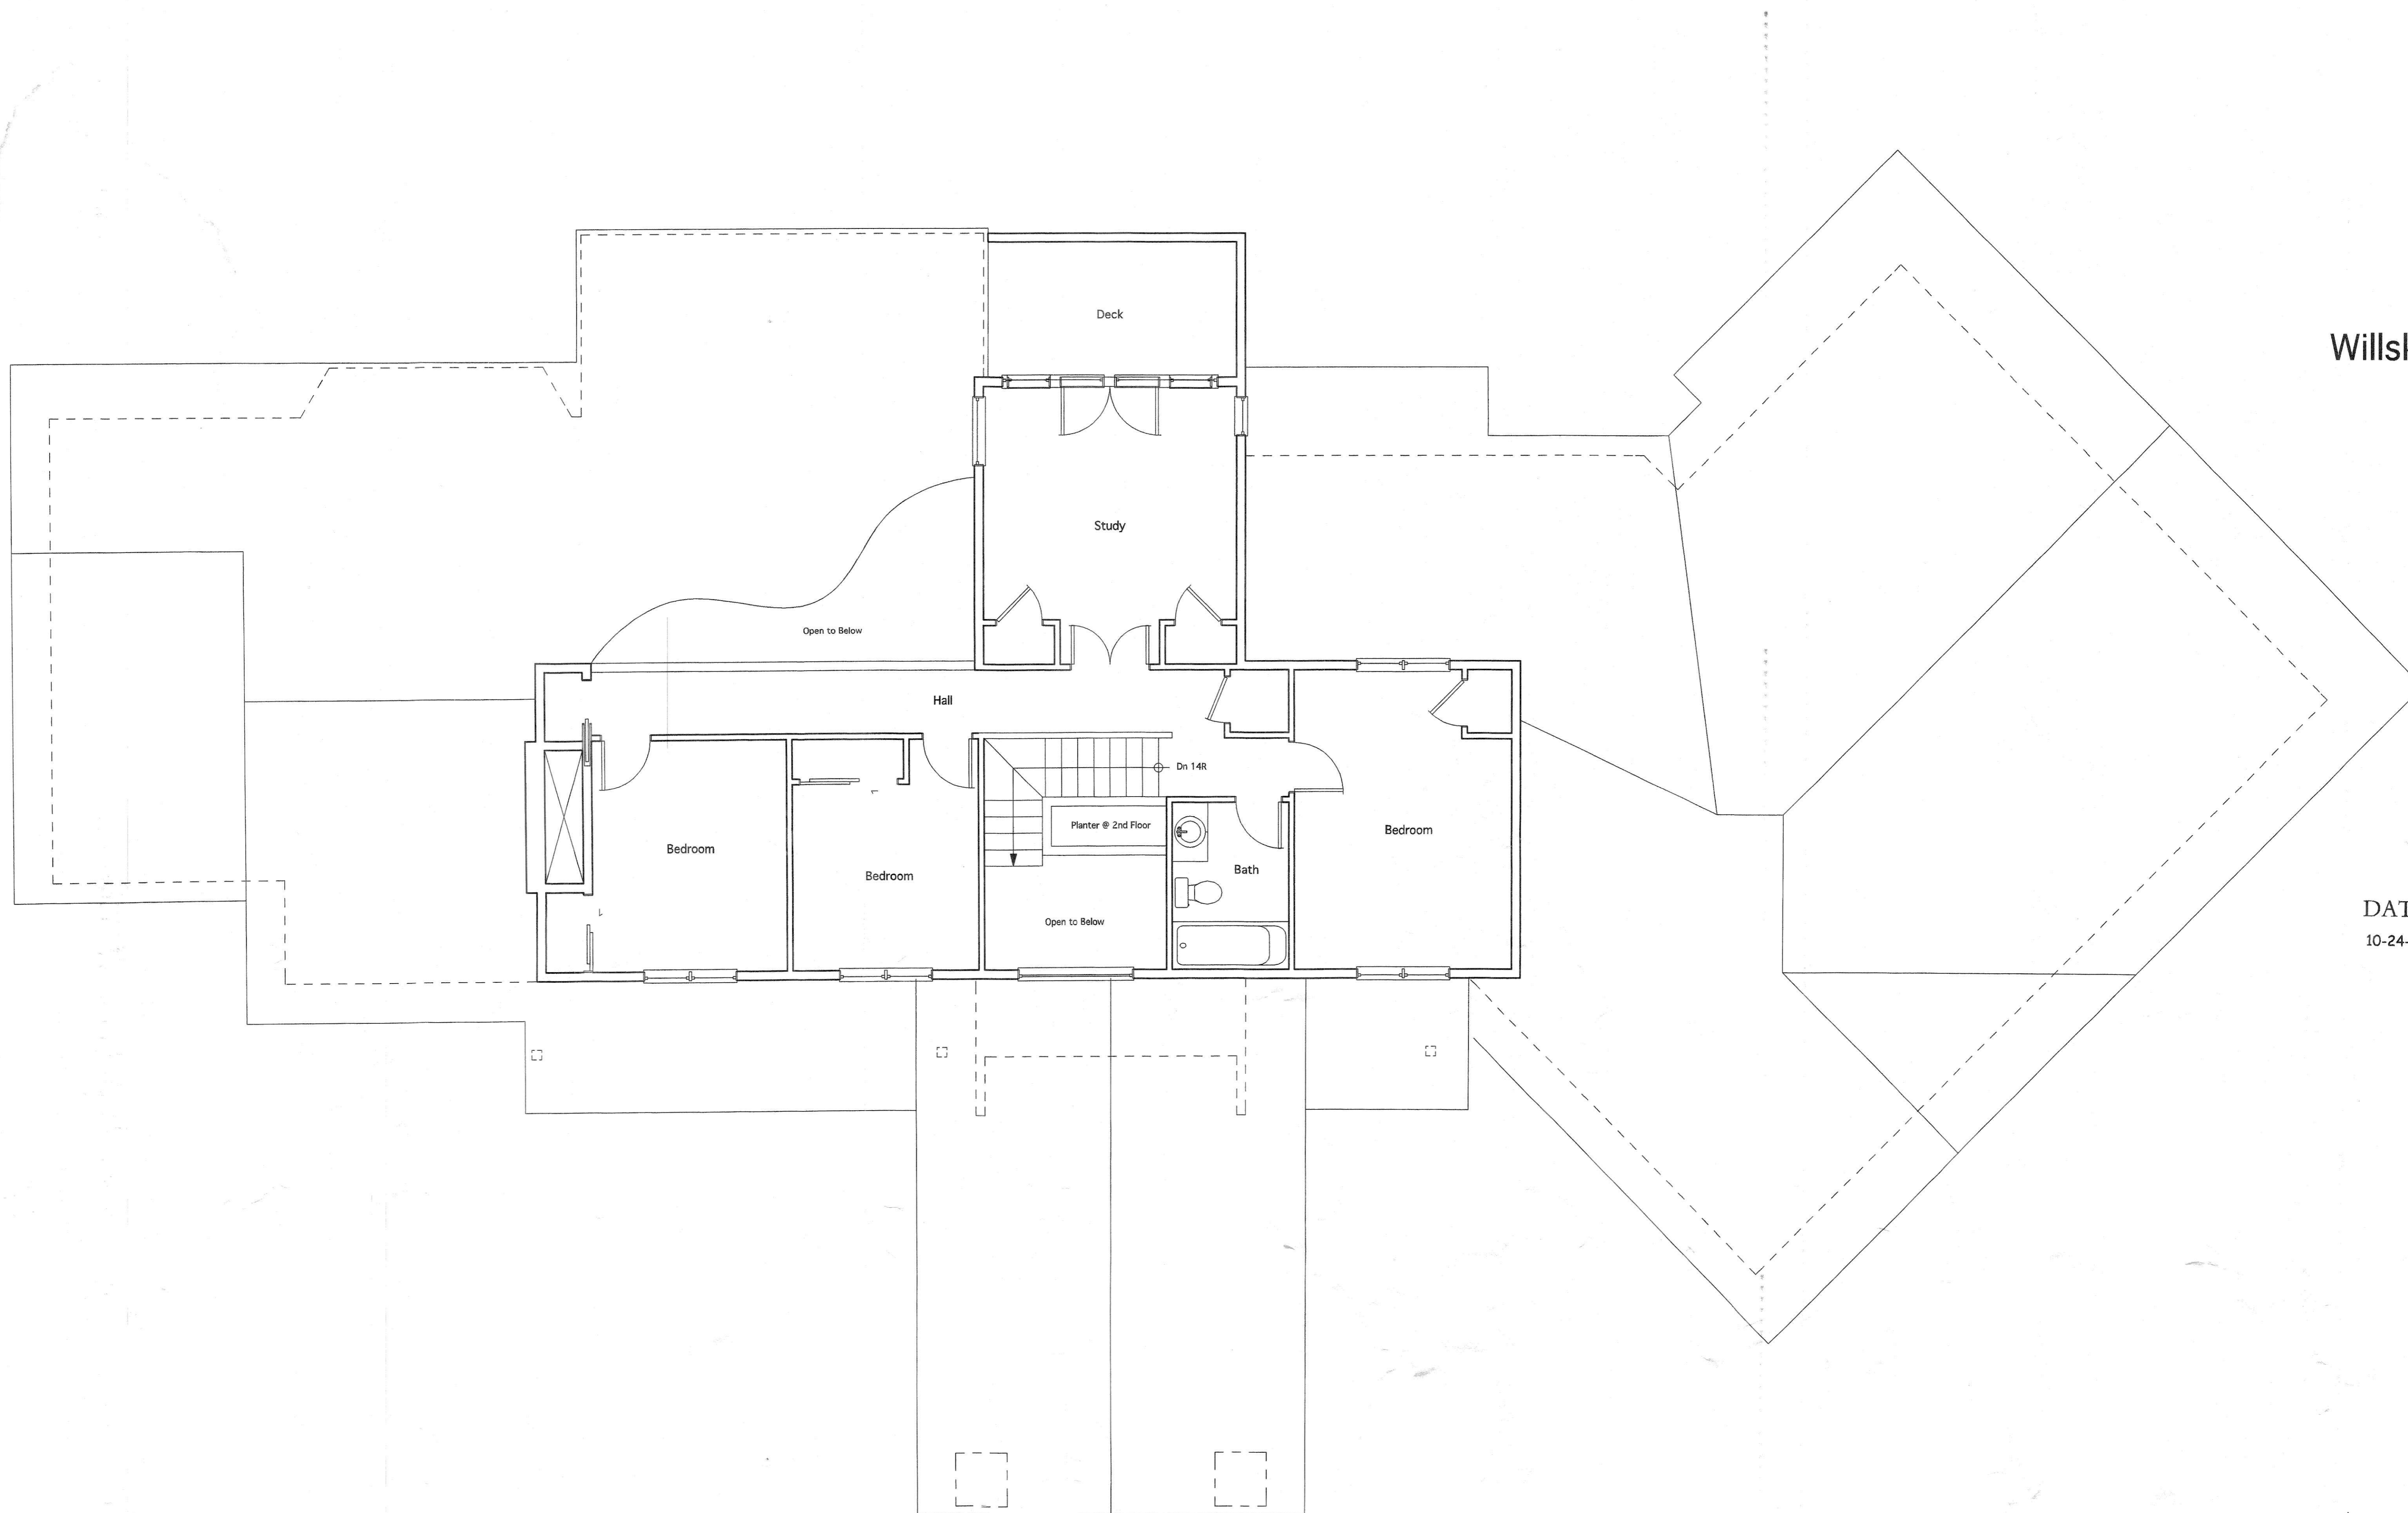 Deck
Study
Open to Below
Hall
Dn 14R
Planter @ 2nd Floor
Bedroom
Bedroom
Bedroom
Bath
Open to Below
DAT
10-24-